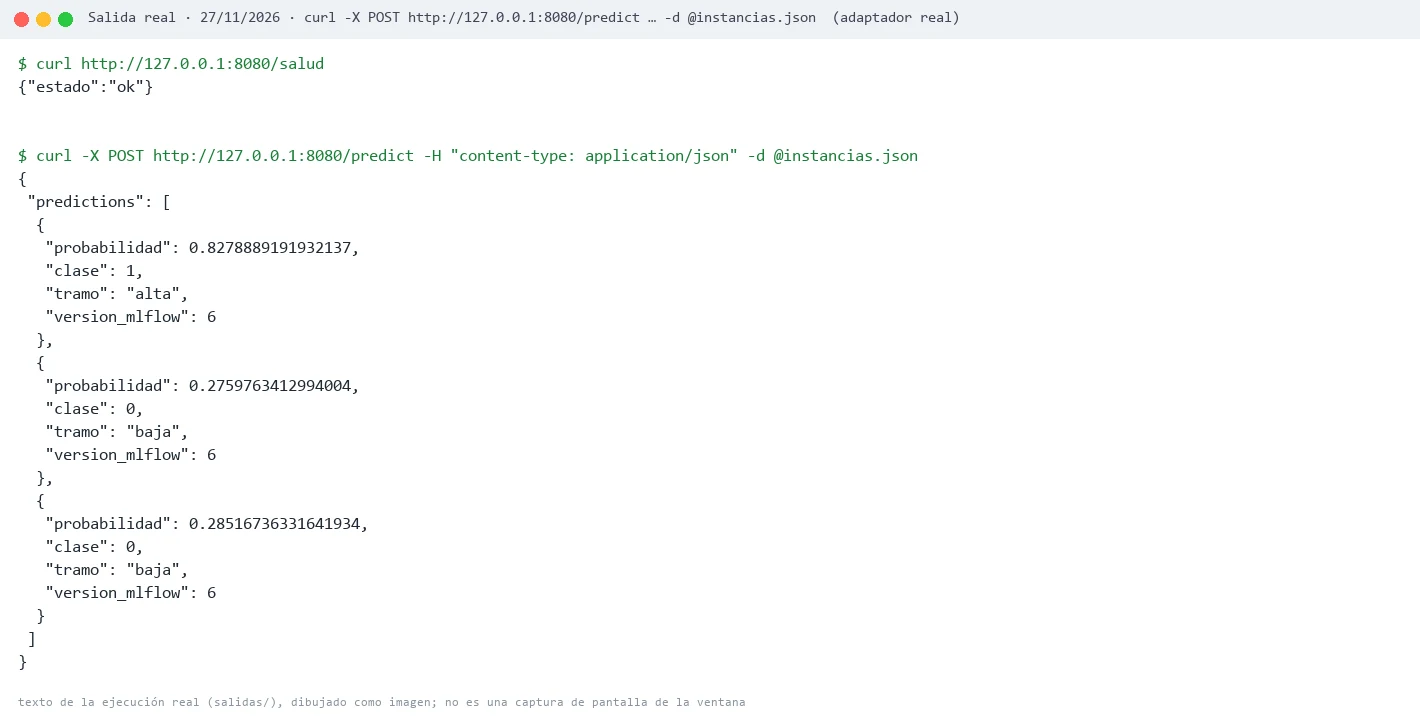 Salida real · 27/11/2026 · curl -X POST http://127.0.0.1:8080/predict … -d @instancias.json  (adaptador real)
$ curl http://127.0.0.1:8080/salud
{"estado":"ok"}
$ curl -X POST http://127.0.0.1:8080/predict -H "content-type: application/json" -d @instancias.json
{
 "predictions": [
  {
   "probabilidad": 0.8278889191932137,
   "clase": 1,
   "tramo": "alta",
   "version_mlflow": 6
  },
  {
   "probabilidad": 0.2759763412994004,
   "clase": 0,
   "tramo": "baja",
   "version_mlflow": 6
  },
  {
   "probabilidad": 0.28516736331641934,
   "clase": 0,
   "tramo": "baja",
   "version_mlflow": 6
  }
 ]
}
texto de la ejecución real (salidas/), dibujado como imagen; no es una captura de pantalla de la ventana